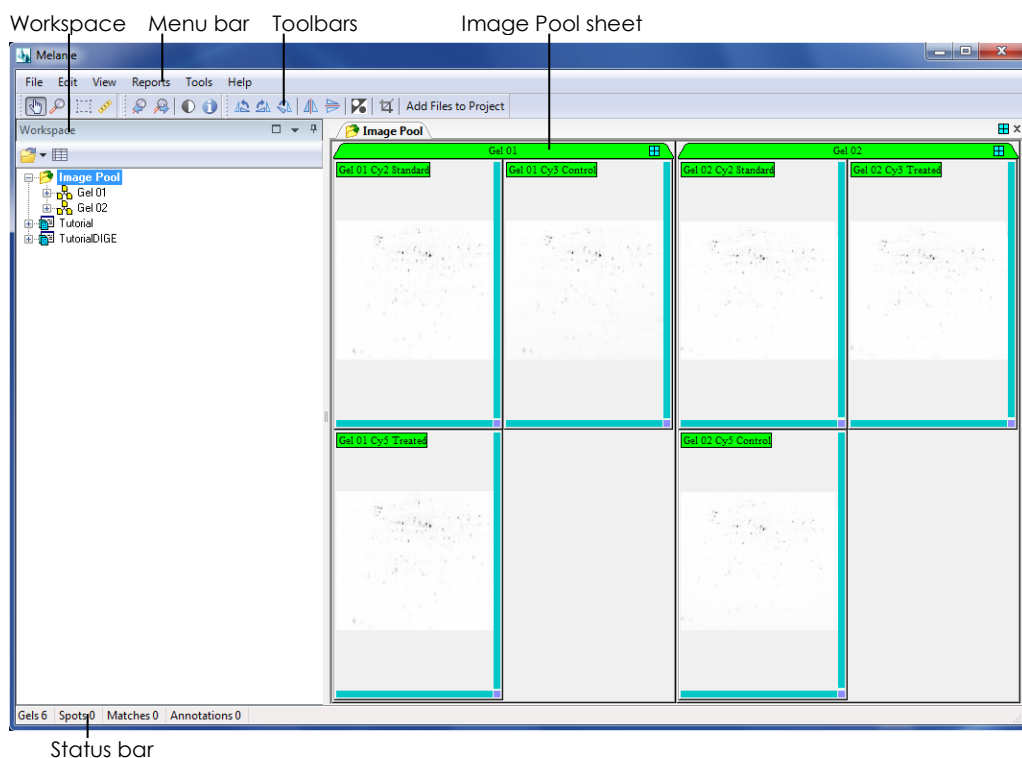 Workspace Menu bar Toolbars Image Pool sheet
Melanie
File Edit View Reports Tools Help
Add Files to Project
Workspace
Image Pool
Gel 01 Gel 02
Gel 01 Cy2 Standard Gel 01 Cy3 Control Gel 02 Cy2 Standard Gel 02 Cy3 Treated
Image Pool
Gel 01
Gel 02
Tutorial
TutorialDIGE
Gel 01 Cy5 Treated Gel 02 Cy5 Control
Gels 6 Spots 0 Matches 0 Annotations 0
Status bar